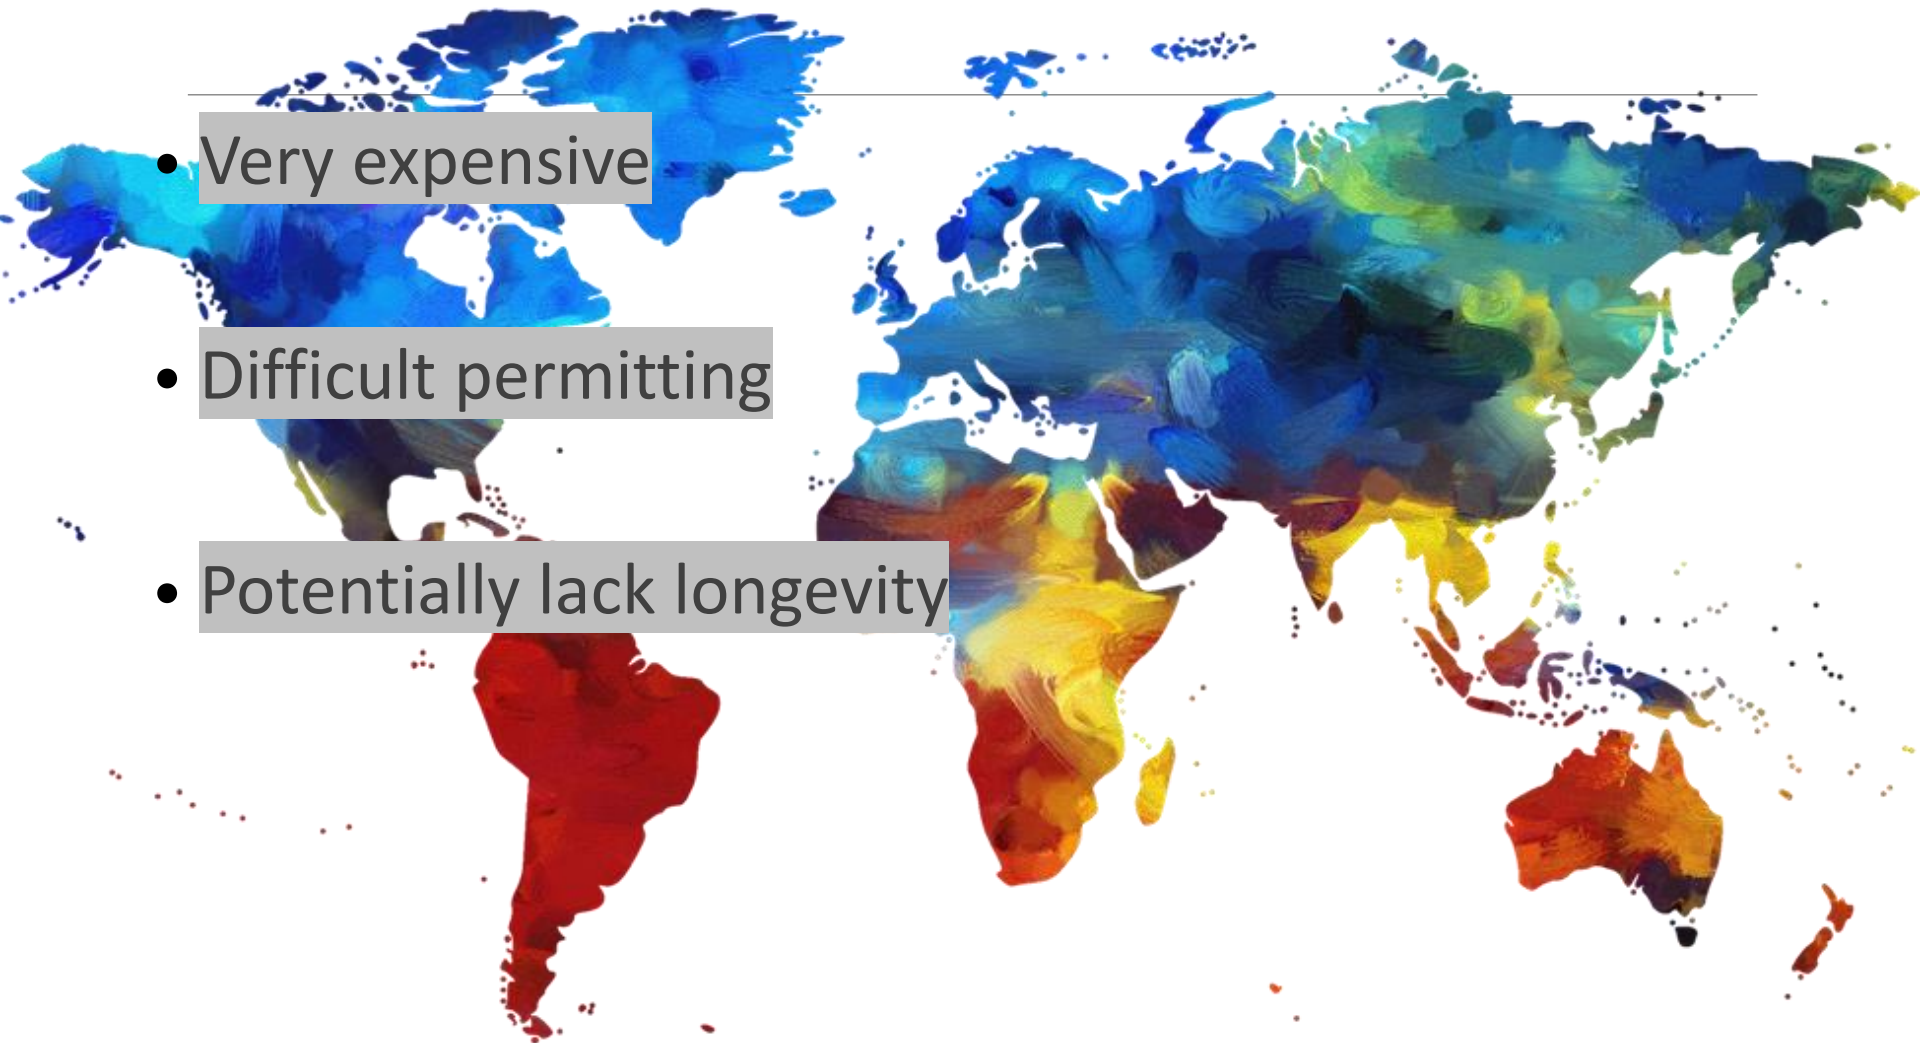 • Very expensive
• Difficult permitting
• Potentially lack longevity